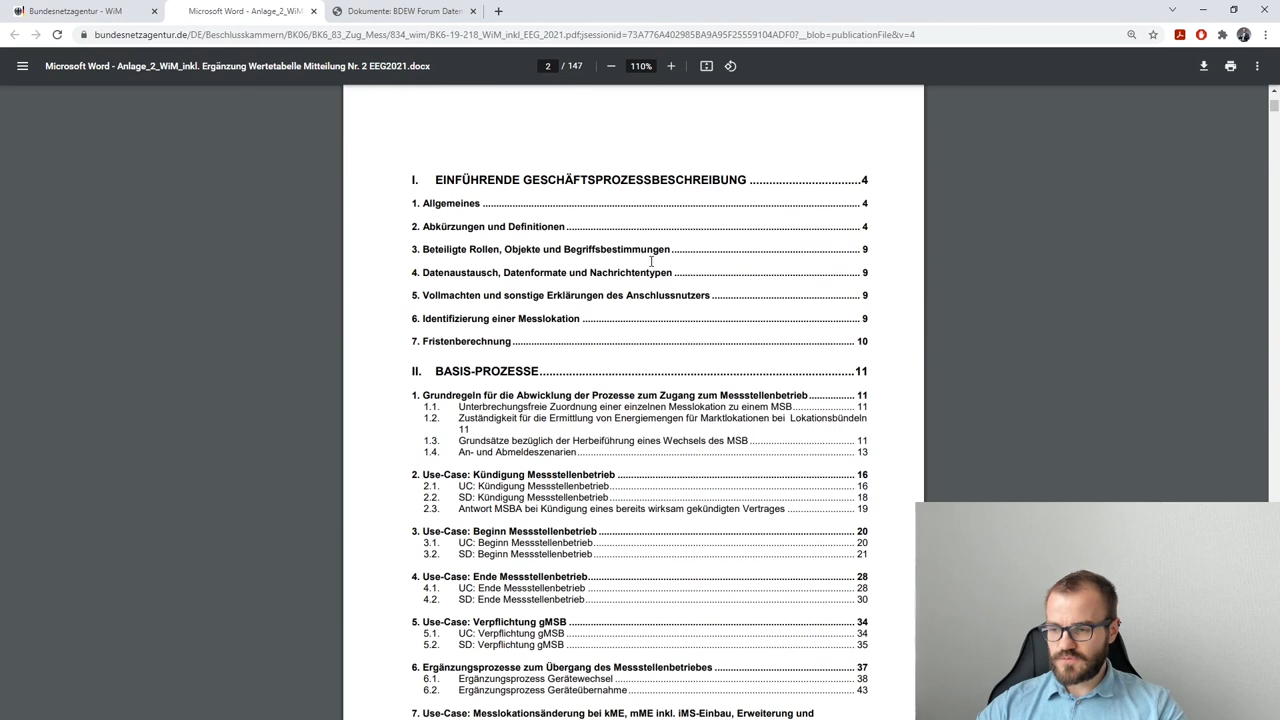 Bundesnetzagentur - WiM
Microsoft Word - Anlage_2_WiM_inkl
Dokumente: BDEW Forum Daten
bundesnetzagentur.de/DE/Beschlusskammern/BK06/BK6_83_Zug_Mess/834_wim/BK6-19-218_WiM_inkl_EEG_2021.pdf;jsessionid=73A776A402985BA9A95F25559104ADF0?__blob=publicationFile&v=4
Microsoft Word - Anlage_2_WiM_inkl. Ergänzung Wertetabelle Mitteilung Nr. 2 EEG2021.docx
2 / 147
110%
I. EINFÜHRENDE GESCHÄFTSPROZESSBESCHREIBUNG ........................4
1. Allgemeines ........................ 4
2. Abkürzungen und Definitionen ........................ 4
3. Beteiligte Rollen, Objekte und Begriffsbestimmungen ........................ 9
4. Datenaustausch, Datenformate und Nachrichtentypen ........................ 9
5. Vollmachten und sonstige Erklärungen des Anschlussnutzers ........................ 9
6. Identifizierung einer Messlokation ........................ 9
7. Fristenberechnung ........................ 10
II. BASIS-PROZESSE ........................ 11
1. Grundregeln für die Abwicklung der Prozesse zum Zugang zum Messstellenbetrieb ................ 11
1.1. Unterbrechungsfreie Zuordnung einer einzelnen Messlokation zu einem MSB ........................ 11
1.2. Zuständigkeit für die Ermittlung von Energiemengen für Marktlokationen bei Lokationsbündeln
11
1.3. Grundsätze bezüglich der Herbeiführung eines Wechsels des MSB ........................ 11
1.4. An- und Abmeldeszenarien ........................ 13
2. Use-Case: Kündigung Messstellenbetrieb ........................ 16
2.1. UC: Kündigung Messstellenbetrieb ........................ 16
2.2. SD: Kündigung Messstellenbetrieb ........................ 18
2.3. Antwort MSBA bei Kündigung eines bereits wirksam gekündigten Vertrages ........................ 19
3. Use-Case: Beginn Messstellenbetrieb ........................ 20
3.1. UC: Beginn Messstellenbetrieb ........................ 20
3.2. SD: Beginn Messstellenbetrieb ........................ 21
4. Use-Case: Ende Messstellenbetrieb ........................ 28
4.1. UC: Ende Messstellenbetrieb ........................ 28
4.2. SD: Ende Messstellenbetrieb ........................ 30
5. Use-Case: Verpflichtung gMSB ........................ 34
5.1. UC: Verpflichtung gMSB ........................ 34
5.2. SD: Verpflichtung gMSB ........................ 35
6. Ergänzungsprozesse zum Übergang des Messstellenbetriebes ........................ 37
6.1. Ergänzungsprozess Gerätewechsel ........................ 38
6.2. Ergänzungsprozess Geräteübernahme ........................ 43
7. Use-Case: Messlokationsänderung bei kME, mME inkl. iMS-Einbau, Erweiterung und